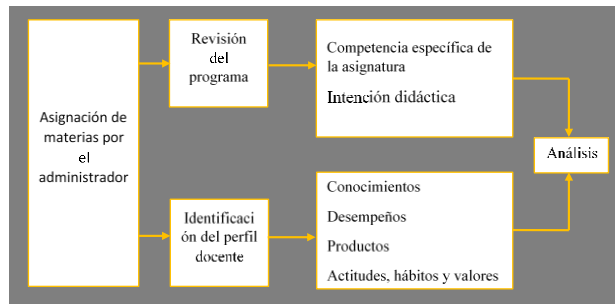 Asignación de
materias por
el
administrador
Revisión
del
programa
Competencia específica de
la asignatura
Intención didáctica
Identificaci
ón del perfil
docente
Conocimientos
Desempeños
Productos
Actitudes, hábitos y valores
Análisis